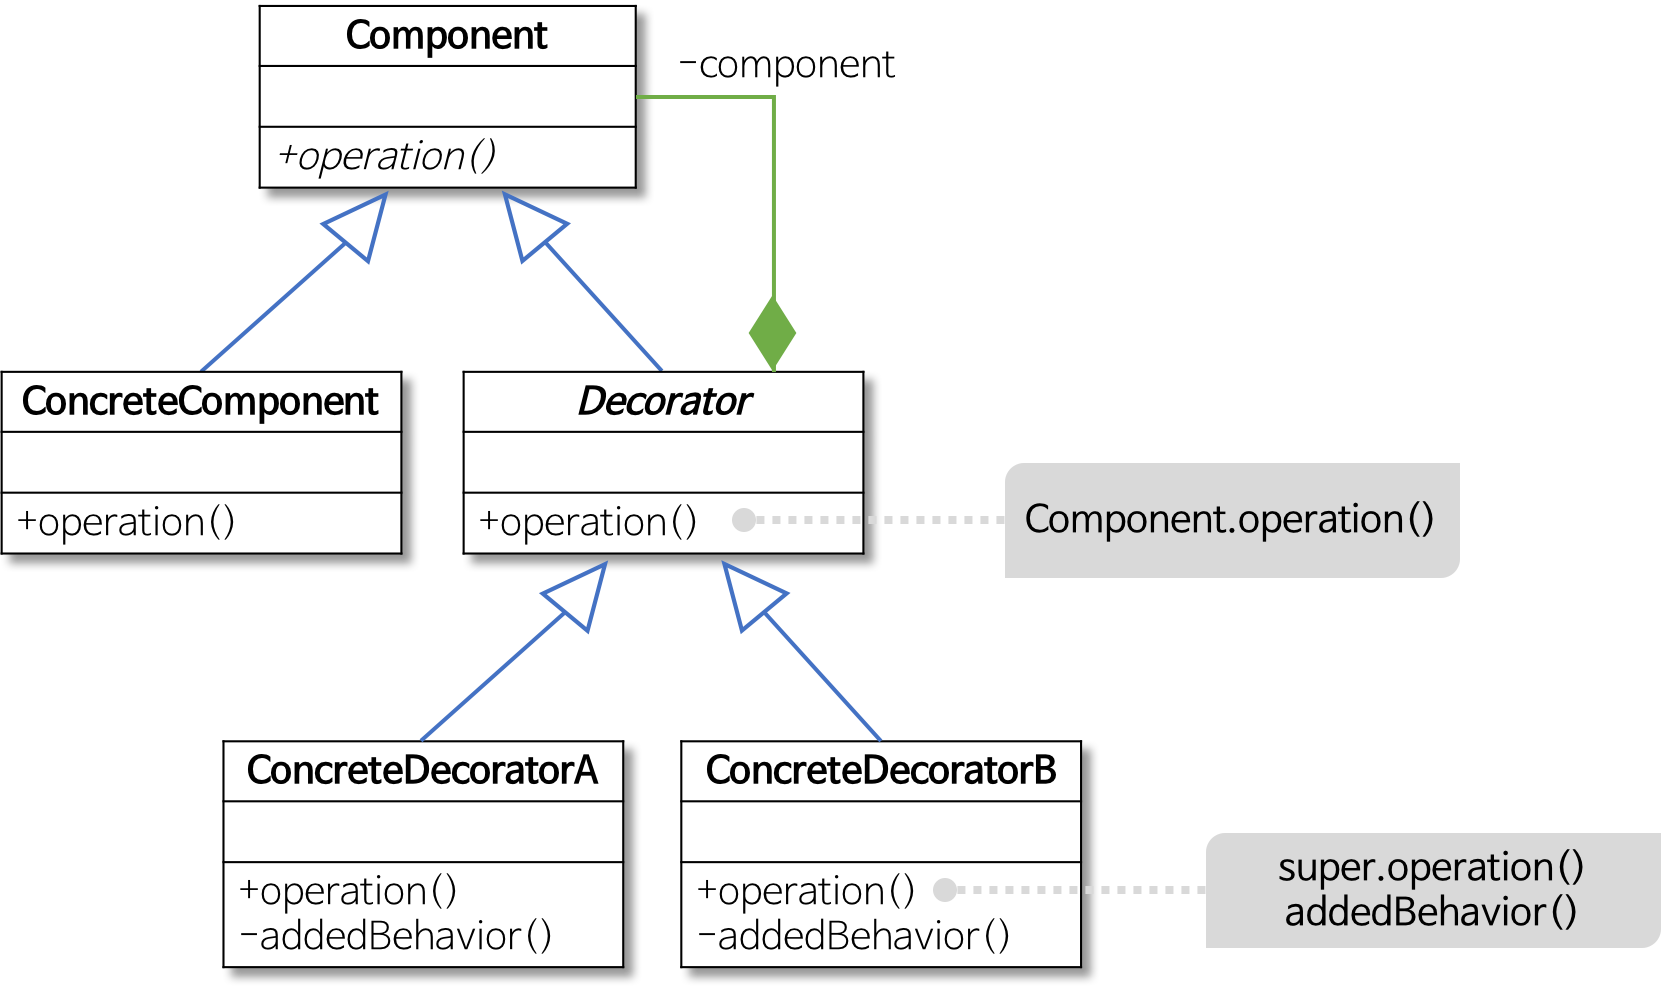 Component
-component
+operation()
ConcreteComponent
+operation()
Decorator
+operation()
Component.operation()
ConcreteDecoratorA
+operation()
-addedBehavior()
ConcreteDecoratorB
+operation()
-addedBehavior()
super.operation()
addedBehavior()